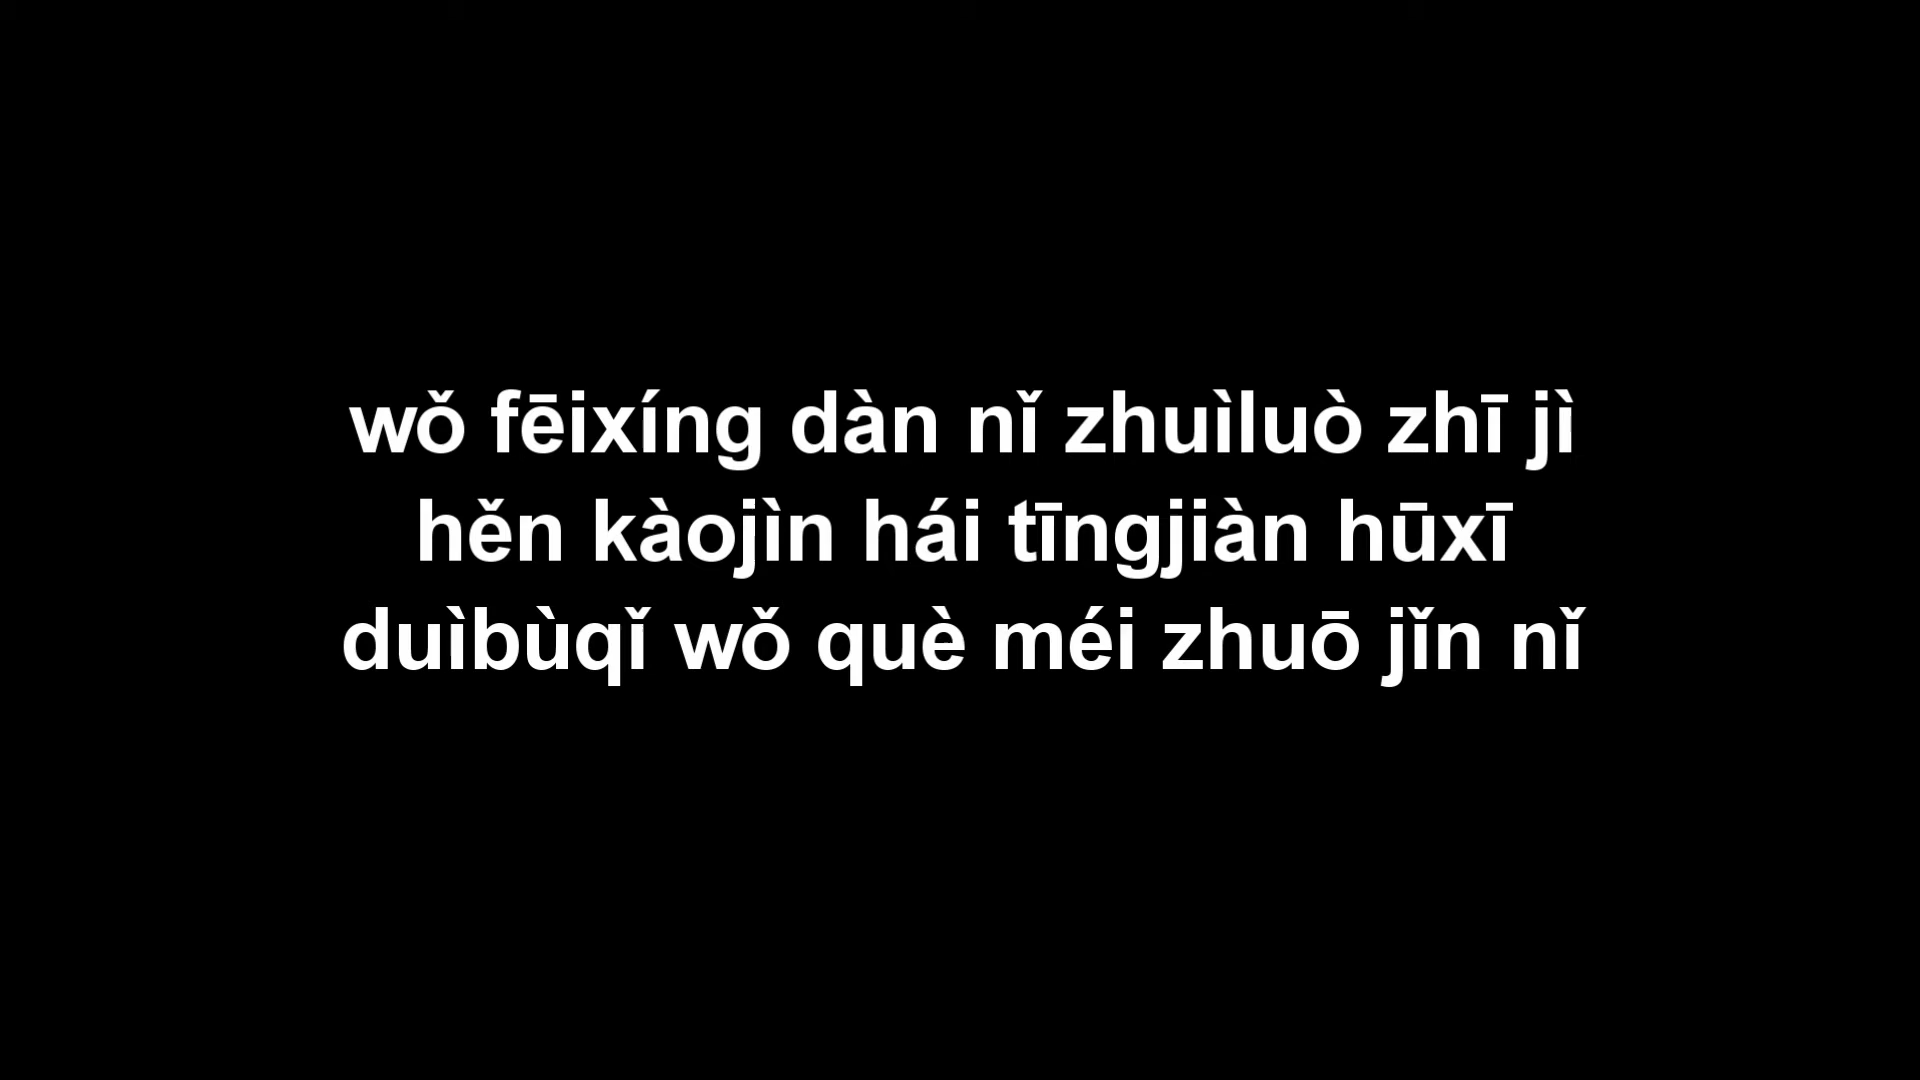 wǒ fēixíng dàn nǐ zhuìluò zhī jì
hěn kàojìn hái tīngjiàn hūxī
duìbùqǐ wǒ què méi zhuō jǐn nǐ